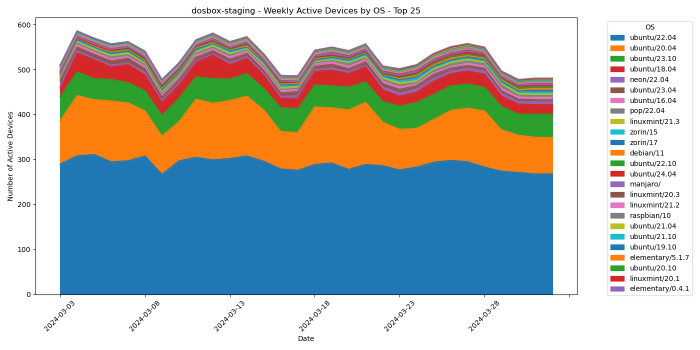 dosbox-staging - Weekly Active Devices by OS - Top 25
OS
ubuntu/22.04
ubuntu/20.04
ubuntu/23.10
ubuntu/18.04
neon/22.04
ubuntu/23.04
ubuntu/16.04
pop/22.04
linuxmint/21.3
zorin/15
zorin/17
debian/11
ubuntu/22.10
ubuntu/24.04
manjaro/
linuxmint/20.3
linuxmint/21.2
raspbian/10
ubuntu/21.04
ubuntu/21.10
ubuntu/19.10
elementary/5.1.7
ubuntu/20.10
linuxmint/20.1
elementary/0.4.1
Number of Active Devices
600
500
400
300
200
100
0
2024-03-03
2024-03-08
2024-03-13
2024-03-18
2024-03-23
2024-03-28
Date